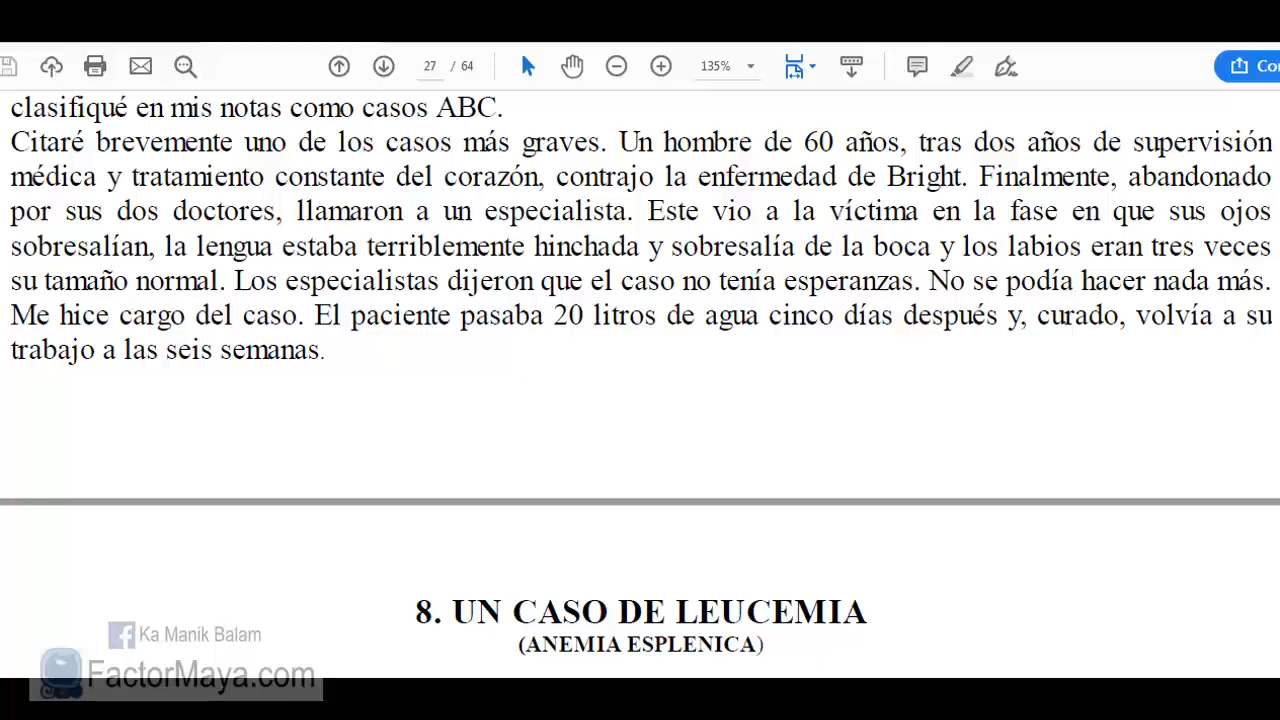 27 / 64
135%
Co
clasifiqué en mis notas como casos ABC.
Citaré brevemente uno de los casos más graves. Un hombre de 60 años, tras dos años de supervisión
médica y tratamiento constante del corazón, contrajo la enfermedad de Bright. Finalmente, abandonado
por sus dos doctores, llamaron a un especialista. Este vio a la víctima en la fase en que sus ojos
sobresalían, la lengua estaba terriblemente hinchada y sobresalía de la boca y los labios eran tres veces
su tamaño normal. Los especialistas dijeron que el caso no tenía esperanzas. No se podía hacer nada más.
Me hice cargo del caso. El paciente pasaba 20 litros de agua cinco días después y, curado, volvía a su
trabajo a las seis semanas.
8. UN CASO DE LEUCEMIA
(ANEMIA ESPLENICA)
Ka Manik Balam
FactorMaya.com